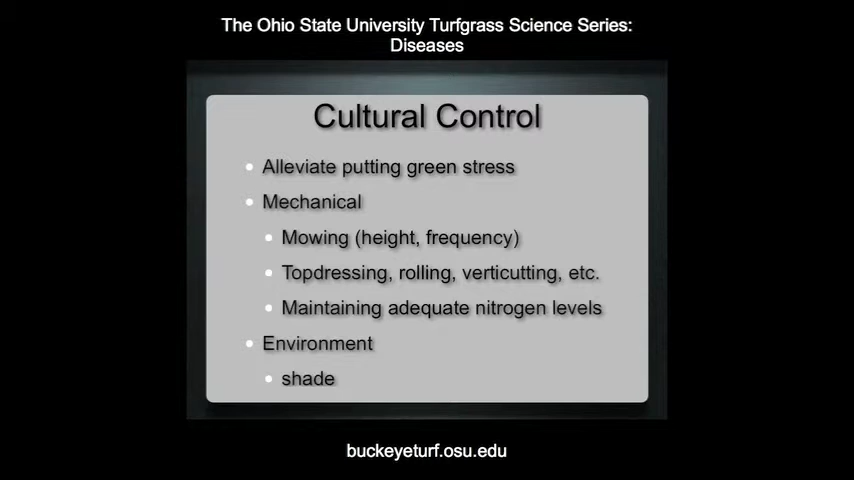 The Ohio State University Turfgrass Science Series:
Diseases
Cultural Control
• Alleviate putting green stress
• Mechanical
• Mowing (height, frequency)
• Topdressing, rolling, verticutting, etc.
• Maintaining adequate nitrogen levels
• Environment
• shade
buckeyeturf.osu.edu